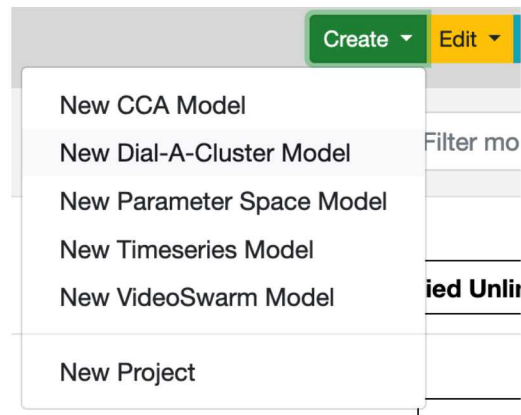 Create Edit
New CCA Model
New Dial-A-Cluster Model
Filter mo
New Parameter Space Model
New Timeseries Model
New VideoSwarm Model
ied Unli
New Project